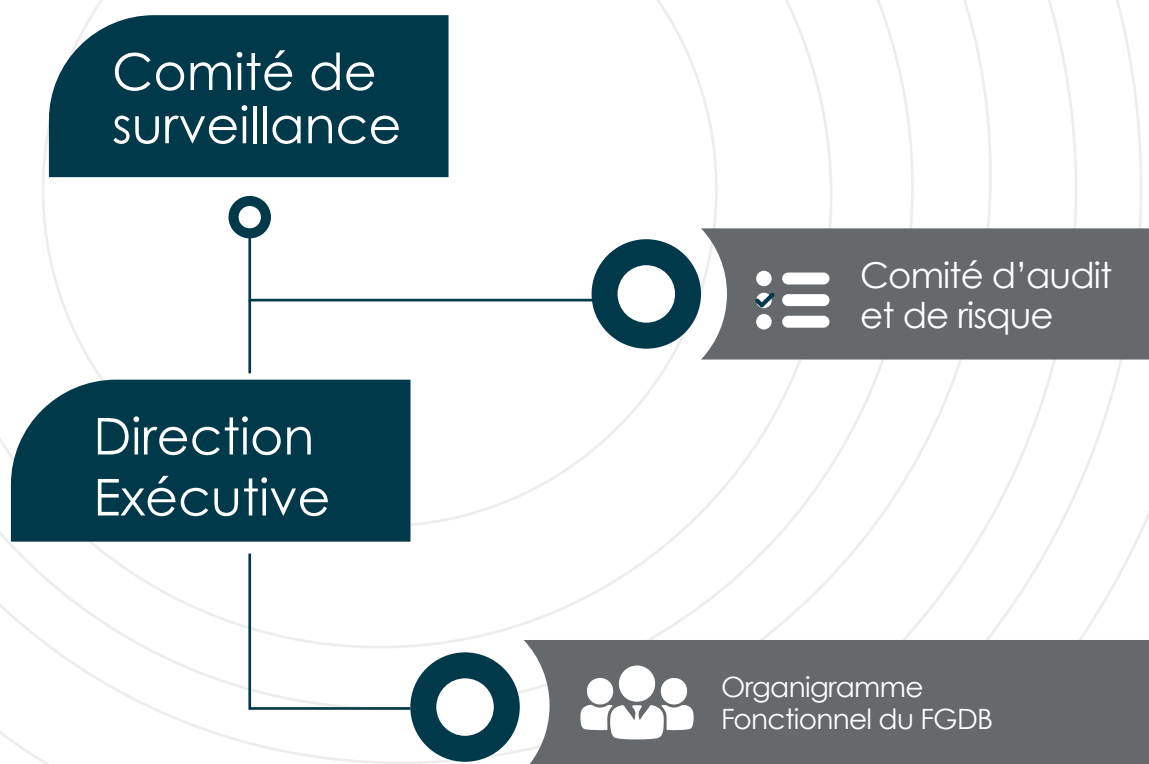 Comité de
surveillance
Comité d’audit
et de risque
Direction
Exécutive
Organigramme
Fonctionnel du FGDB